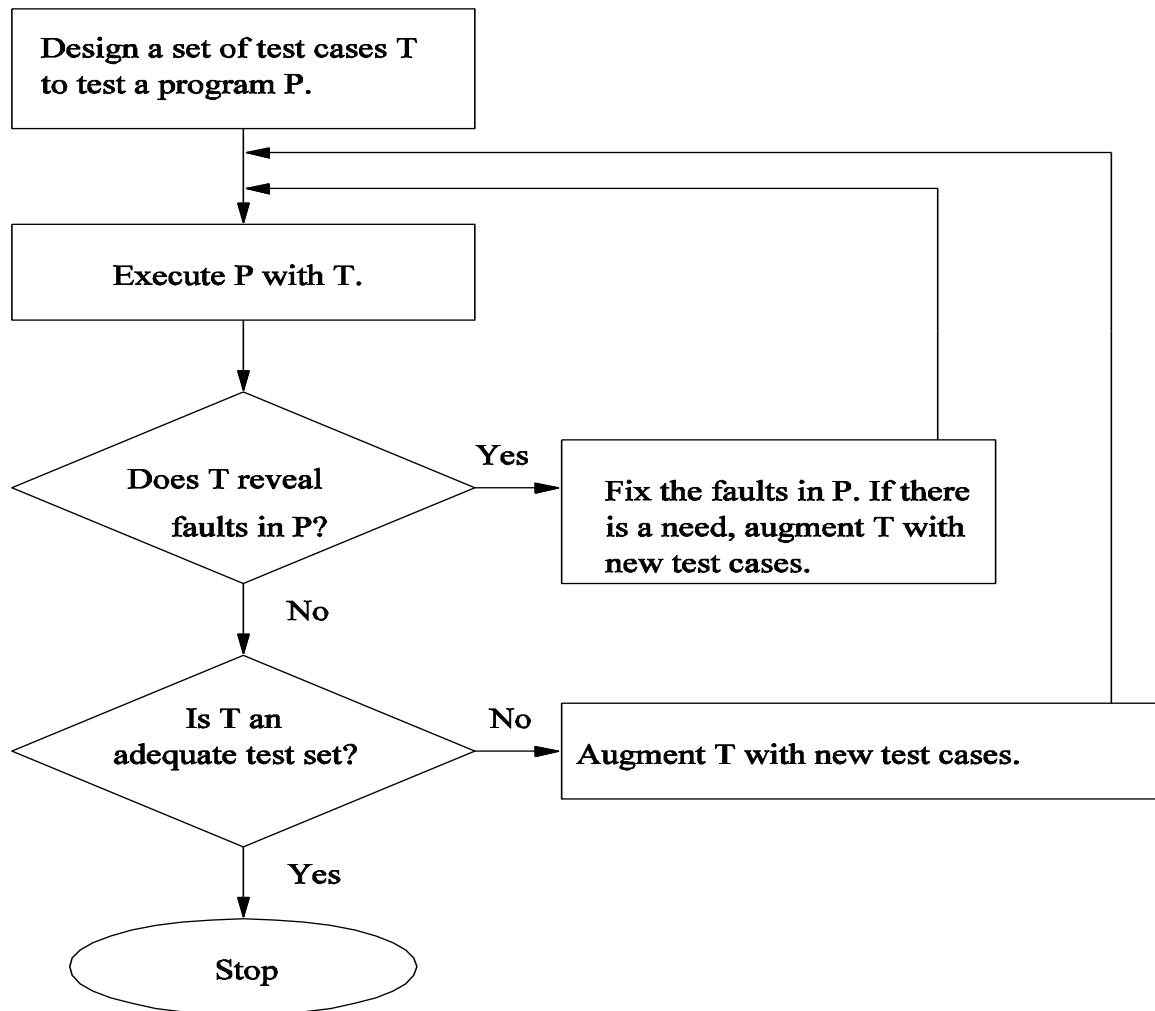 Design a set of test cases T
to test a program P.
Execute P with T.
Does T reveal
faults in P?
Yes
Fix the faults in P. If there
is a need, augment T with
new test cases.
No
Is T an
adequate test set?
No
Augment T with new test cases.
Yes
Stop